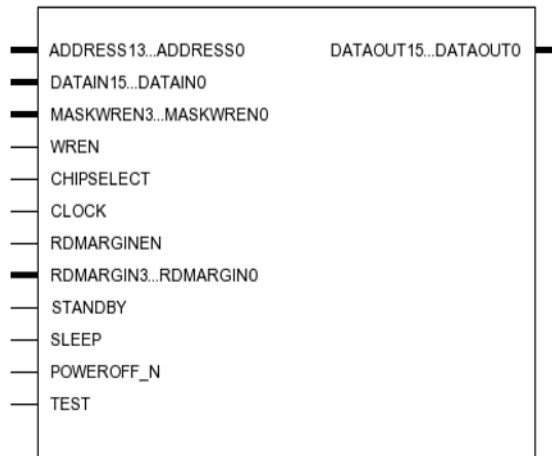 ADDRESS13...ADDRESS0 DATAOUT15...DATAOUT0
DATAIN15...DATAIN0
MASKWREN3...MASKWREN0
WREN
CHIPSELECT
CLOCK
RDMARGINEN
RDMARGIN3...RDMARGIN0
STANDBY
SLEEP
POWEROFF_N
TEST